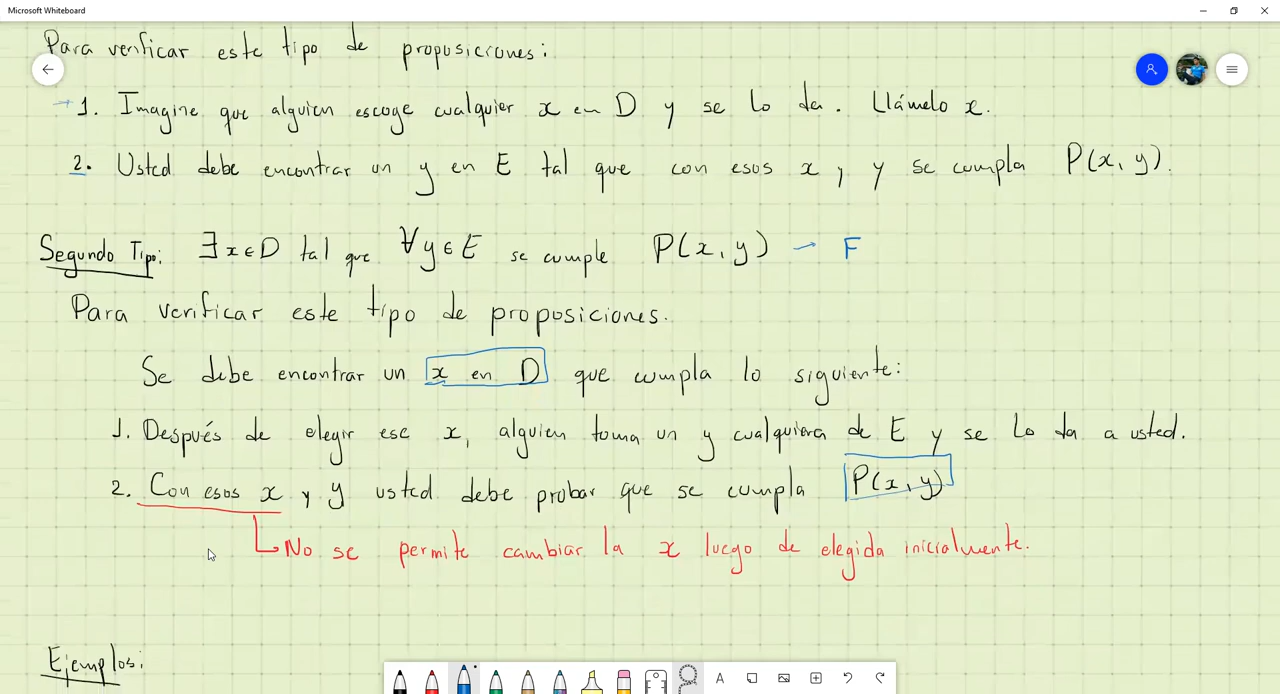 Microsoft Whiteboard
Para verificar este tipo de proposiciones:
→ 1. Imagine que alguien escoge cualquier x en D y se lo da. Llámelo x.
2. Usted debe encontrar un y en E tal que con esos x, y se cumpla P(x, y).
Segundo Tipo: ∃x∈D tal que ∀y∈E se cumple P(x, y) → F
Para verificar este tipo de proposiciones.
Se debe encontrar un x en D que cumpla lo siguiente:
1. Después de elegir ese x, alguien toma un y cualquiera de E y se lo da a usted.
2. Con esos x y y usted debe probar que se cumpla P(x, y)
No se permite cambiar la x luego de elegida inicialmente.
Ejemplos: